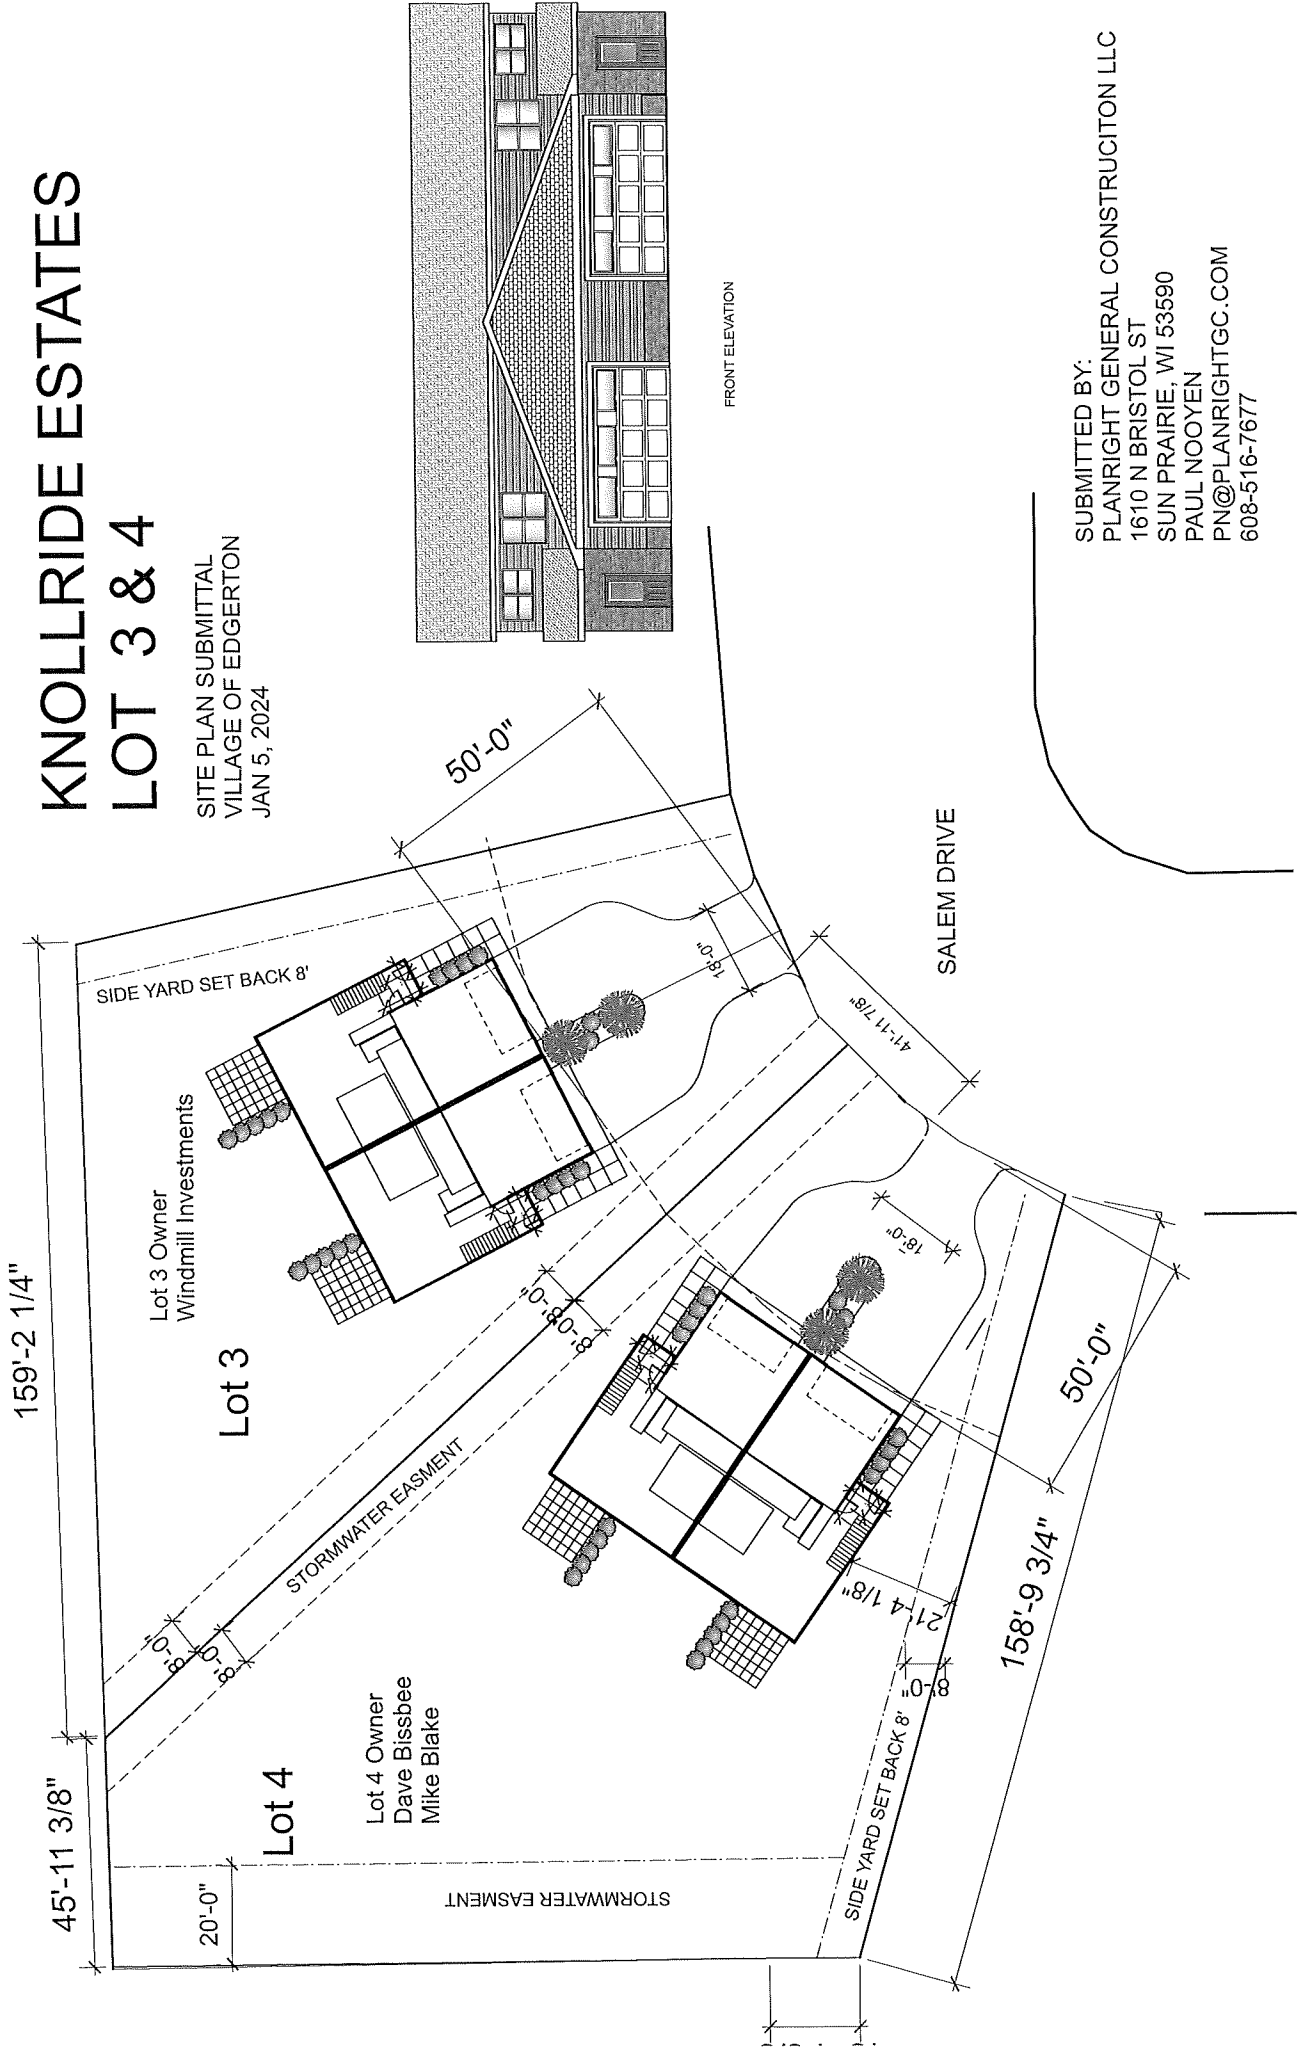 KNOLLRIDE ESTATES
LOT 3 & 4
SITE PLAN SUBMITTAL
VILLAGE OF EDGERTON
JAN 5, 2024
FRONT ELEVATION
SUBMITTED BY:
PLANRIGHT GENERAL CONSTRUCITON LLC
1610 N BRISTOL ST
SUN PRAIRIE, WI 53590
PAUL NOOYEN
PN@PLANRIGHTGC.COM
608-516-7677
159'-2 1/4"
45'-11 3/8"
SIDE YARD SET BACK 8'
Lot 3 Owner
Windmill Investments
Lot 3
50'-0"
18'-0"
SALEM DRIVE
41'-11 7/8"
8'-0"
8'-0"
STORMWATER EASMENT
8'-0"
8'-0"
Lot 4
Lot 4 Owner
Dave Bissbee
Mike Blake
20'-0"
STORMWATER EASMENT
18'-0"
50'-0"
21'-4 1/8"
8'-0"
SIDE YARD SET BACK 8'
158'-9 3/4"